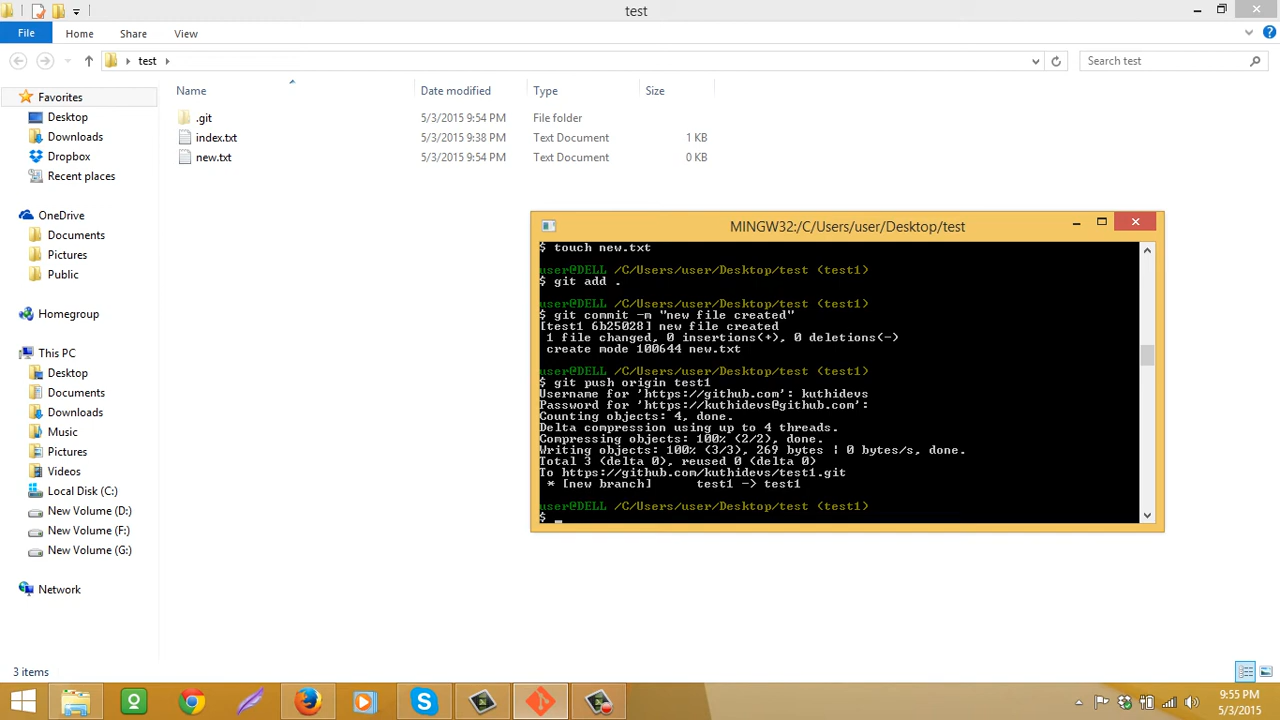 test
File Home Share View
test
Search test
Name Date modified Type Size
.git 5/3/2015 9:54 PM File folder
index.txt 5/3/2015 9:38 PM Text Document 1 KB
new.txt 5/3/2015 9:54 PM Text Document 0 KB
Favorites
Desktop
Downloads
Dropbox
Recent places
OneDrive
Documents
Pictures
Public
Homegroup
This PC
Desktop
Documents
Downloads
Music
Pictures
Videos
Local Disk (C:)
New Volume (D:)
New Volume (F:)
New Volume (G:)
Network
3 items
MINGW32:/C/Users/user/Desktop/test
$ touch new.txt
user@DELL /C/Users/user/Desktop/test (test1)
$ git add .
user@DELL /C/Users/user/Desktop/test (test1)
$ git commit -m "new file created"
[test1 6b25028] new file created
1 file changed, 0 insertions(+), 0 deletions(-)
create mode 100644 new.txt
user@DELL /C/Users/user/Desktop/test (test1)
$ git push origin test1
Username for 'https://github.com': kuthidevs
Password for 'https://kuthidevs@github.com':
Counting objects: 4, done.
Delta compression using up to 4 threads.
Compressing objects: 100% (2/2), done.
Writing objects: 100% (3/3), 269 bytes | 0 bytes/s, done.
Total 3 (delta 0), reused 0 (delta 0)
To https://github.com/kuthidevs/test1.git
* [new branch] test1 -> test1
user@DELL /C/Users/user/Desktop/test (test1)
$ _
9:55 PM
5/3/2015